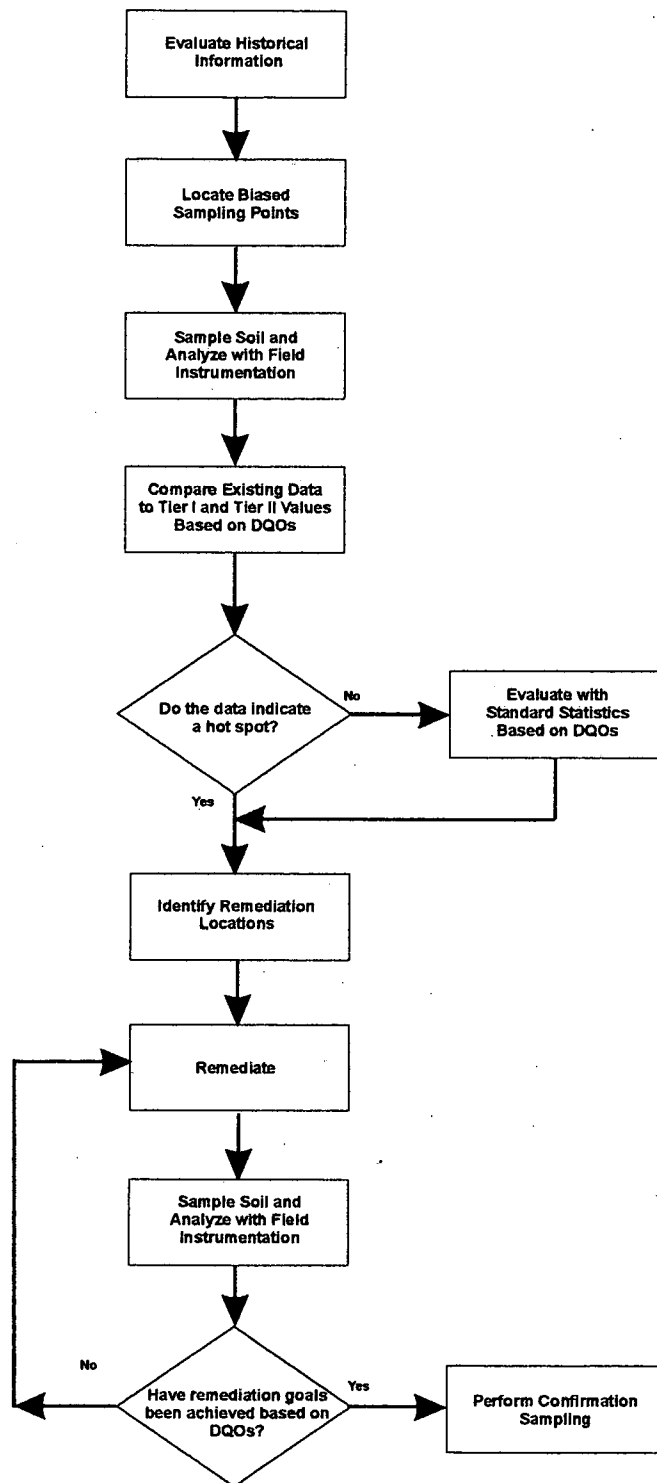 Evaluate Historical
Information
Locate Biased
Sampling Points
Sample Soil and
Analyze with Field
Instrumentation
Compare Existing Data
to Tier I and Tier II Values
Based on DQOs
Do the data indicate
a hot spot?
No
Evaluate with
Standard Statistics
Based on DQOs
Yes
Identify Remediation
Locations
Remediate
Sample Soil and
Analyze with Field
Instrumentation
No
Have remediation goals
been achieved based on
DQOs?
Yes
Perform Confirmation
Sampling